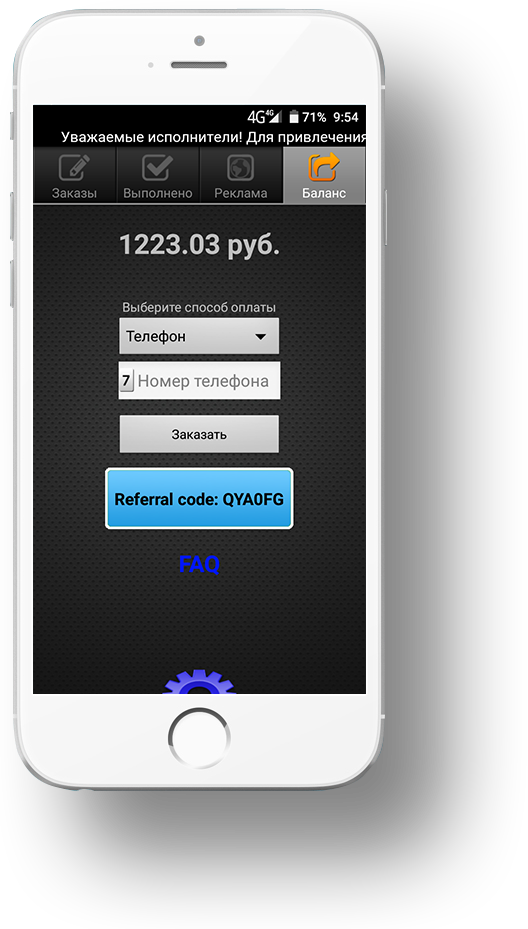 4G 4G 71% 9:54
Уважаемые исполнители! Для привлечения
Заказы Выполнено Реклама Баланс
1223.03 руб.
Выберите способ оплаты
Телефон
7 Номер телефона
Заказать
Referral code: QYA0FG
FAQ